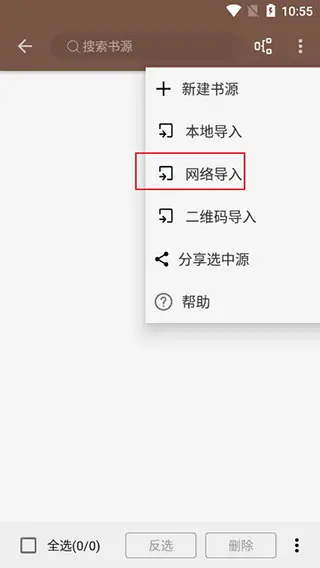 10:55
搜索书源
新建书源
本地导入
网络导入
二维码导入
分享选中源
帮助
全选(0/0)
反选
删除